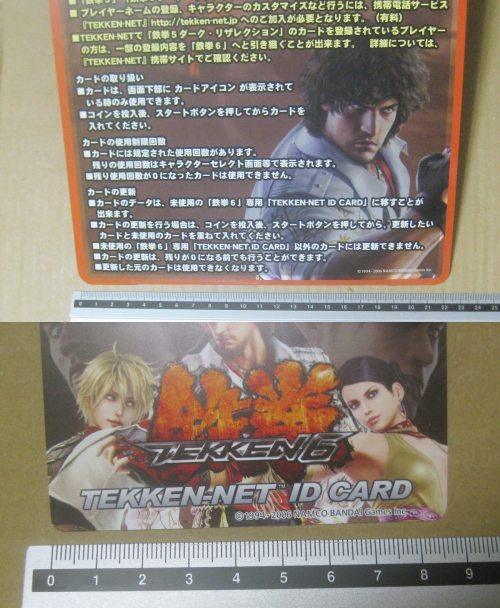 ■プレイヤーネームの登録、キャラクターのカスタマイズなど行うには、携帯電話サービス
『TEKKEN-NET』http://tekken-net.jp へのご加入が必要となります。（有料）
■TEKKEN-NETで「鉄拳5ダーク・リザレクション」のカードを登録されているプレイヤー
の方は、一部の登録内容を「鉄拳6」へと引き継ぐことが出来ます。 詳細については、
『TEKKEN-NET』携帯サイトでご確認ください。
カードの取り扱い
■カードは、画面下部に カードアイコン が表示されて
いる時のみ使用できます。
■コインを投入後、スタートボタンを押してからカードを
入れてください。
カードの使用制限回数
■カードには規定された使用回数があります。
残りの使用回数はキャラクターセレクト画面等で表示されます。
■残り使用回数が0になったカードは使用できません。
カードの更新
■カードのデータは、未使用の「鉄拳6」専用「TEKKEN-NET ID CARD」に移すことが
出来ます。
■カードの更新を行う場合は、コインを投入後、スタートボタンを押してから、更新したい
カードと未使用のカードを重ねて入れてください。
■未使用の「鉄拳6」専用「TEKKEN-NET ID CARD」以外のカードには更新できません。
■カードの更新は、残りが0になる前でも行うことができます。
■更新した元のカードは使用できなくなります。
©1994-2006 NAMCO BANDAI Games Inc.
鉄拳
TEKKEN 6
TEKKEN-NET™ ID CARD
©1994-2006 NAMCO BANDAI Games Inc.
0 1 2 3 4 5 6 7 8 9